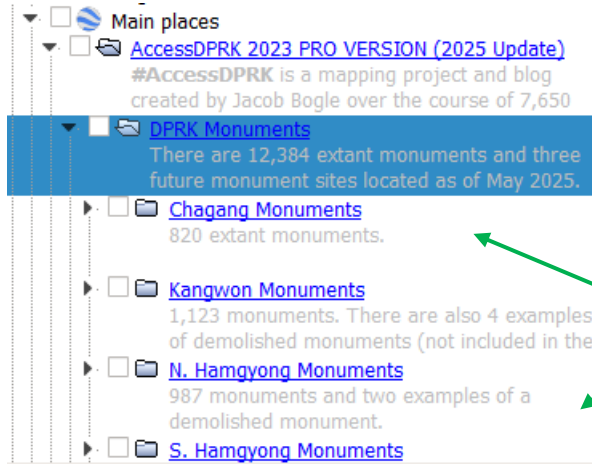 Main places
AccessDPRK 2023 PRO VERSION (2025 Update)
#AccessDPRK is a mapping project and blog
created by Jacob Bogle over the course of 7,650
DPRK Monuments
There are 12,384 extant monuments and three
future monument sites located as of May 2025.
Chagang Monuments
820 extant monuments.
Kangwon Monuments
1,123 monuments. There are also 4 examples
of demolished monuments (not included in the
N. Hamgyong Monuments
987 monuments and two examples of a
demolished monument.
S. Hamgyong Monuments